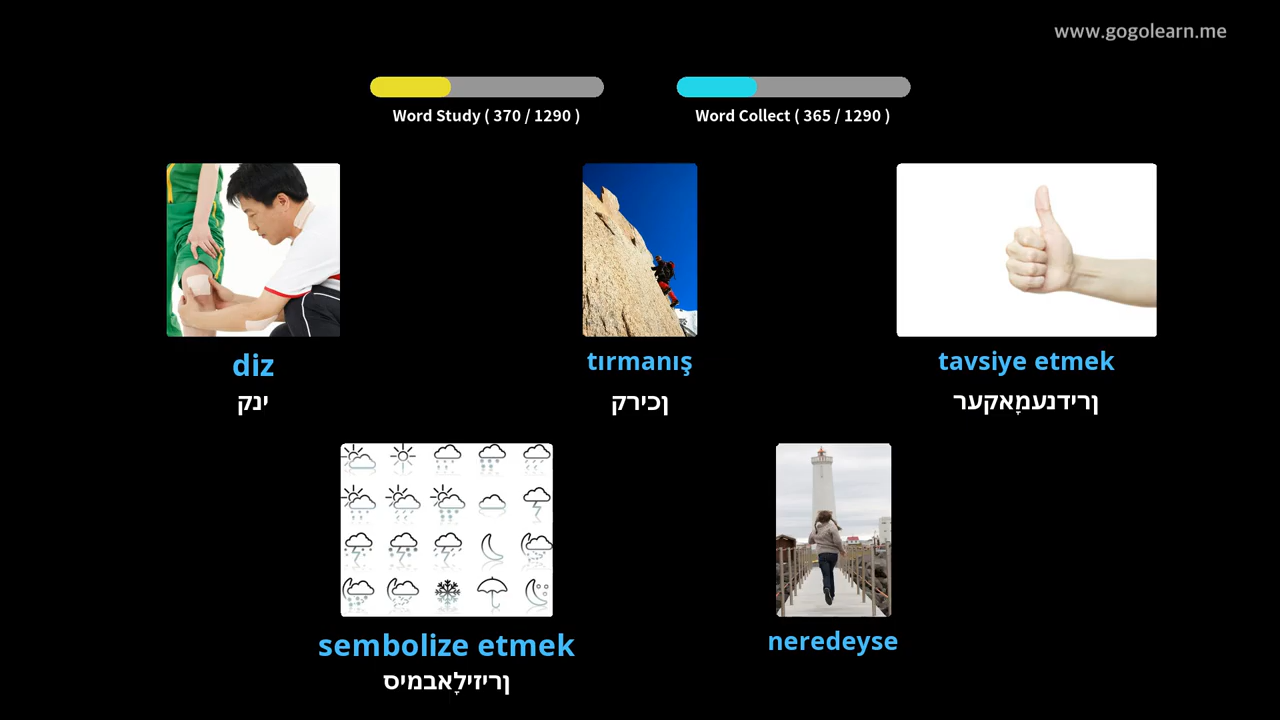 www.gogolearn.me
Word Study ( 370 / 1290 )
Word Collect ( 365 / 1290 )
diz
ינק
tırmanış
ןכירק
tavsiye etmek
ןרידנעמָאקער
sembolize etmek
ןריזילָאבמיס
neredeyse